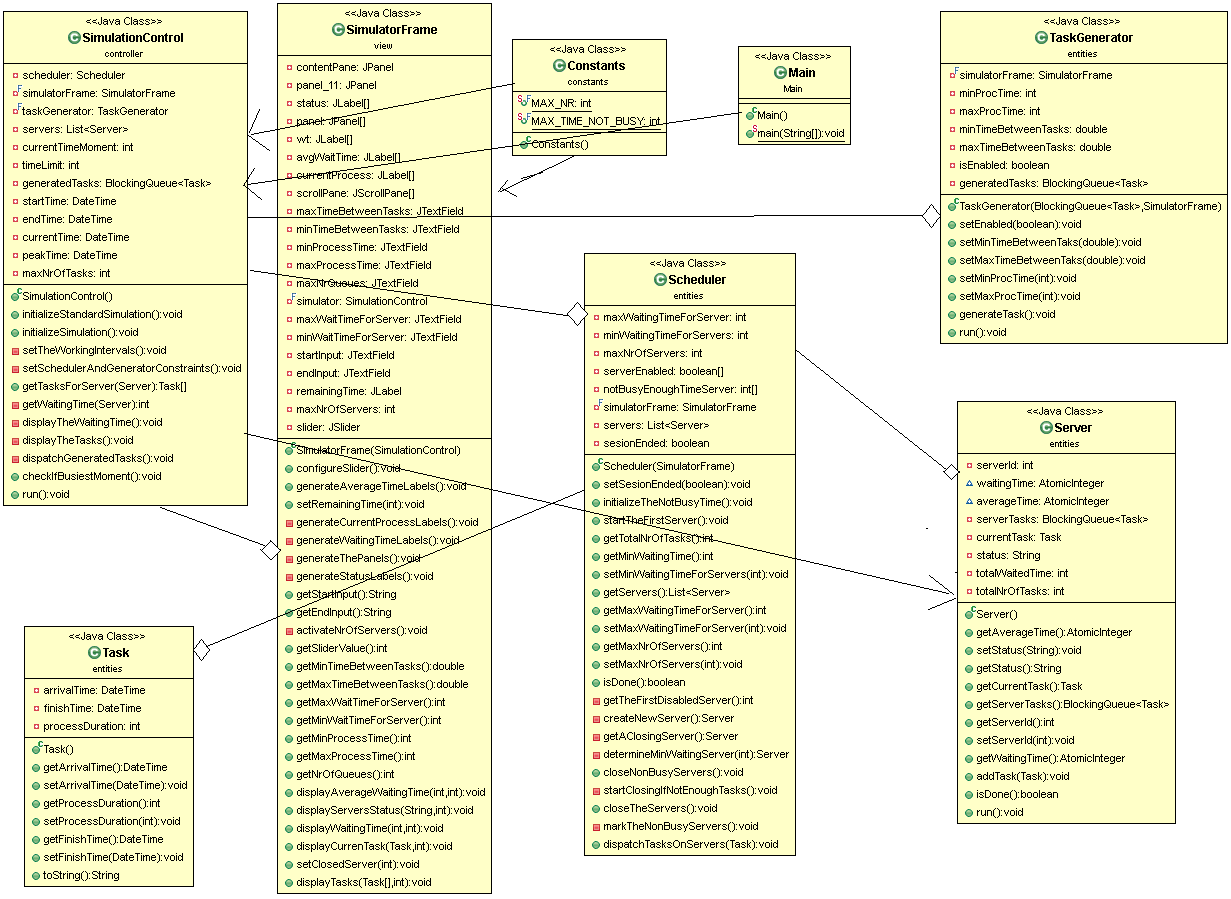 <<Java Class>>
SimulationControl
controller
scheduler: Scheduler
simulatorFrame: SimulatorFrame
taskGenerator: TaskGenerator
servers: List<Server>
currentTimeMoment: int
timeLimit: int
generatedTasks: BlockingQueue<Task>
startTime: DateTime
endTime: DateTime
currentTime: DateTime
peakTime: DateTime
maxNrOfTasks: int
SimulationControl()
initializeStandardSimulation():void
initializeSimulation():void
setTheWorkingIntervals():void
setSchedulerAndGeneratorConstraints():void
getTasksForServer(Server):Task[]
getWaitingTime(Server):int
displayTheWaitingTime():void
displayTheTasks():void
dispatchGeneratedTasks():void
checkIfBusiestMoment():void
run():void
<<Java Class>>
SimulatorFrame
view
contentPane: JPanel
panel_11: JPanel
status: JLabel[]
panel: JPanel[]
wt: JLabel[]
avgWaitTime: JLabel[]
currentProcess: JLabel[]
scrollPane: JScrollPane[]
maxTimeBetweenTasks: JTextField
minTimeBetweenTasks: JTextField
minProcessTime: JTextField
maxProcessTime: JTextField
maxNrQueues: JTextField
simulator: SimulationControl
maxWaitTimeForServer: JTextField
minWaitTimeForServer: JTextField
startInput: JTextField
endInput: JTextField
remainingTime: JLabel
maxNrOfServers: int
slider: JSlider
SimulatorFrame(SimulationControl)
configureSlider():void
generateAverageTimeLabels():void
setRemainingTime(int):void
generateCurrentProcessLabels():void
generateWaitingTimeLabels():void
generateThePanels():void
generateStatusLabels():void
getStartInput():String
getEndInput():String
activateNrOfServers():void
getSliderValue():int
getMinTimeBetweenTasks():double
getMaxTimeBetweenTasks():double
getMaxWaitTimeForServer():int
getMinWaitTimeForServer():int
getMinProcessTime():int
getMaxProcessTime():int
getNrOfQueues():int
displayAverageWaitingTime(int,int):void
displayServersStatus(String,int):void
displayWaitingTime(int,int):void
displayCurrenTask(Task,int):void
setClosedServer(int):void
displayTasks(Task[],int):void
<<Java Class>>
Constants
constants
MAX_NR: int
MAX_TIME_NOT_BUSY: int
Constants()
<<Java Class>>
Main
Main
Main()
main(String[]):void
<<Java Class>>
TaskGenerator
entities
simulatorFrame: SimulatorFrame
minProcTime: int
maxProcTime: int
minTimeBetweenTasks: double
maxTimeBetweenTasks: double
isEnabled: boolean
generatedTasks: BlockingQueue<Task>
TaskGenerator(BlockingQueue<Task>,SimulatorFrame)
setEnabled(boolean):void
setMinTimeBetweenTaks(double):void
setMaxTimeBetweenTaks(double):void
setMinProcTime(int):void
setMaxProcTime(int):void
generateTask():void
run():void
<<Java Class>>
Scheduler
entities
maxWaitingTimeForServer: int
minWaitingTimeForServers: int
maxNrOfServers: int
serverEnabled: boolean[]
notBusyEnoughTimeServer: int[]
simulatorFrame: SimulatorFrame
servers: List<Server>
sesionEnded: boolean
Scheduler(SimulatorFrame)
setSesionEnded(boolean):void
initializeTheNotBusyTime():void
startTheFirstServer():void
getTotalNrOfTasks():int
getMinWaitingTime():int
setMinWaitingTimeForServers(int):void
getServers():List<Server>
getMaxWaitingTimeForServer():int
setMaxWaitingTimeForServer(int):void
getMaxNrOfServers():int
setMaxNrOfServers(int):void
isDone():boolean
getTheFirstDisabledServer():int
createNewServer():Server
getAClosingServer():Server
determineMinWaitingServer(int):Server
closeNonBusyServers():void
startClosingIfNotEnoughTasks():void
closeTheServers():void
markTheNonBusyServers():void
dispatchTasksOnServers(Task):void
<<Java Class>>
Server
entities
serverId: int
waitingTime: AtomicInteger
averageTime: AtomicInteger
serverTasks: BlockingQueue<Task>
currentTask: Task
status: String
totalWaitedTime: int
totalNrOfTasks: int
Server()
getAverageTime():AtomicInteger
setStatus(String):void
getStatus():String
getCurrentTask():Task
getServerTasks():BlockingQueue<Task>
getServerId():int
setServerId(int):void
getWaitingTime():AtomicInteger
addTask(Task):void
isDone():boolean
run():void
<<Java Class>>
Task
entities
arrivalTime: DateTime
finishTime: DateTime
processDuration: int
Task()
getArrivalTime():DateTime
setArrivalTime(DateTime):void
getProcessDuration():int
setProcessDuration(int):void
getFinishTime():DateTime
setFinishTime(DateTime):void
toString():String